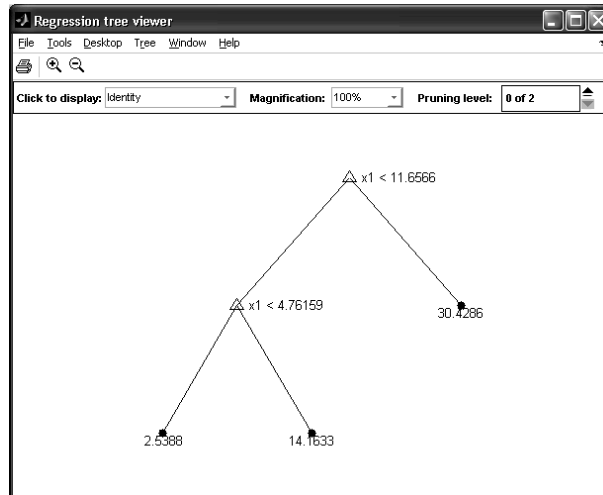 Regression tree viewer
File Tools Desktop Tree Window Help
Click to display: Identity Magnification: 100% Pruning level: 0 of 2
x1 < 11.6566
x1 < 4.76159
30.4286
2.5388
14.1633